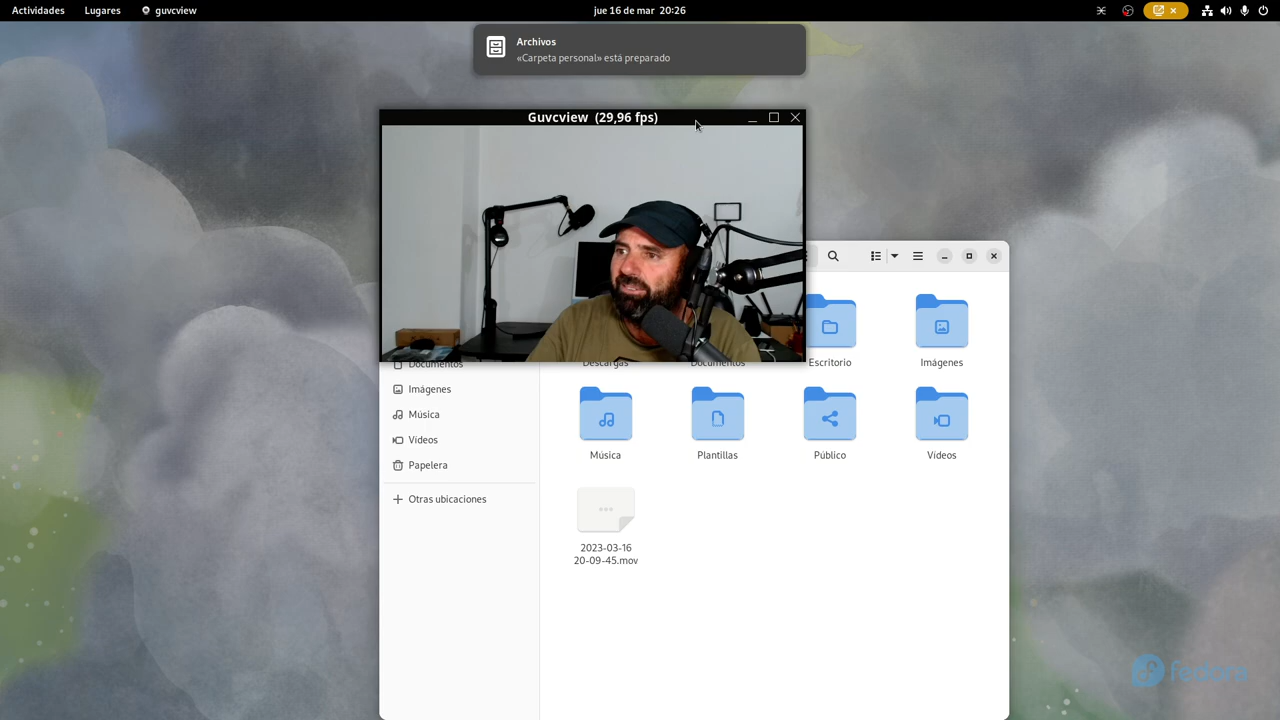 Actividades
Lugares
guvcview
jue 16 de mar 20:26
Archivos
«Carpeta personal» está preparado
Guvcview (29,96 fps)
Documentos
Imágenes
Música
Vídeos
Papelera
Otras ubicaciones
Descargas
Documentos
Escritorio
Imágenes
Música
Plantillas
Público
Vídeos
2023-03-16
20-09-45.mov
fedora